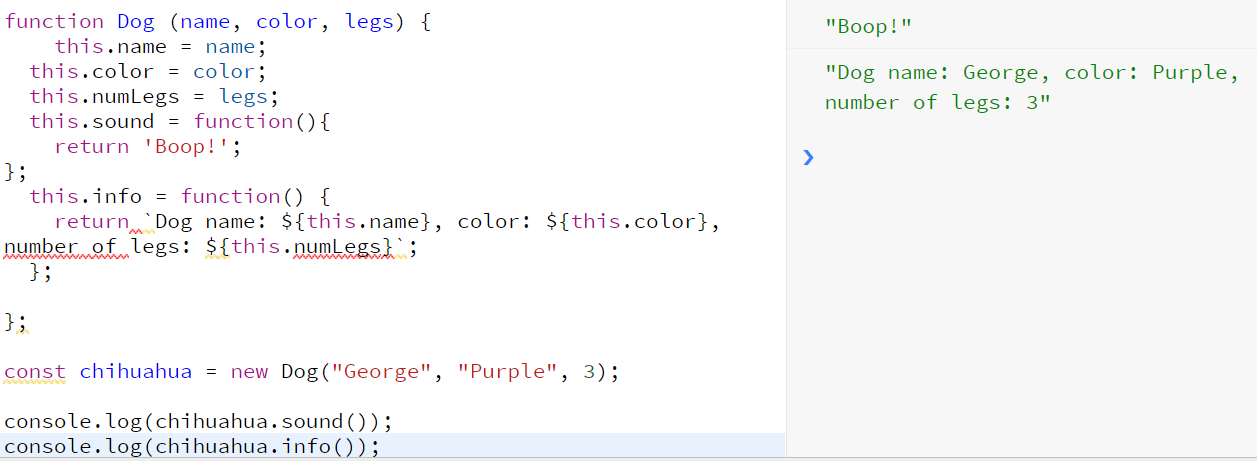 function Dog (name, color, legs) {
    this.name = name;
  this.color = color;
  this.numLegs = legs;
  this.sound = function(){
    return 'Boop!';
};
  this.info = function() {
    return `Dog name: ${this.name}, color: ${this.color},
number of legs: ${this.numLegs}`;
  };

};

const chihuahua = new Dog("George", "Purple", 3);

console.log(chihuahua.sound());
console.log(chihuahua.info());
"Boop!"
"Dog name: George, color: Purple,
number of legs: 3"
❯